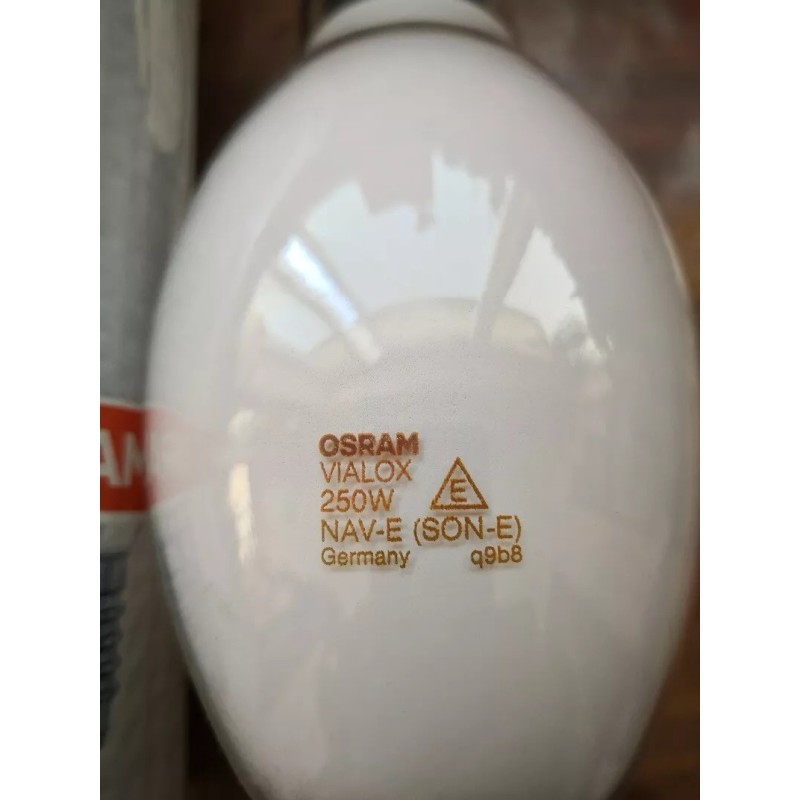 OSRAM
VIALOX
250W E
NAV-E (SON-E)
Germany q9b8